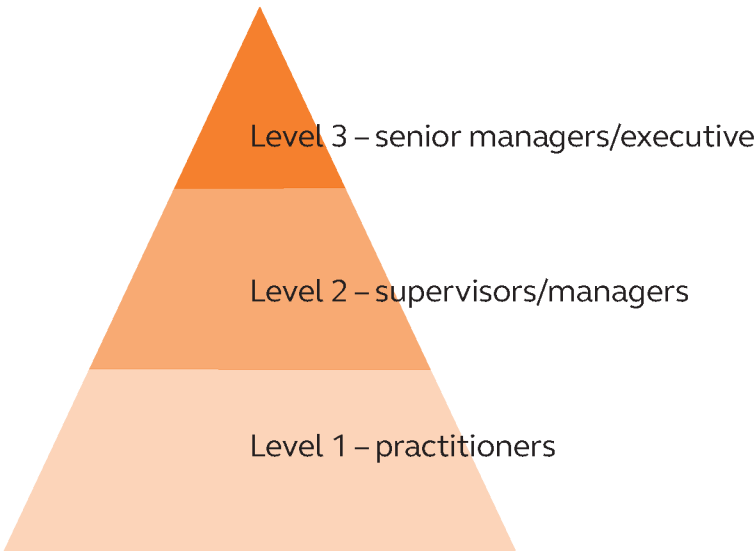 Level 3 – senior managers/executive
Level 2 – supervisors/managers
Level 1 – practitioners